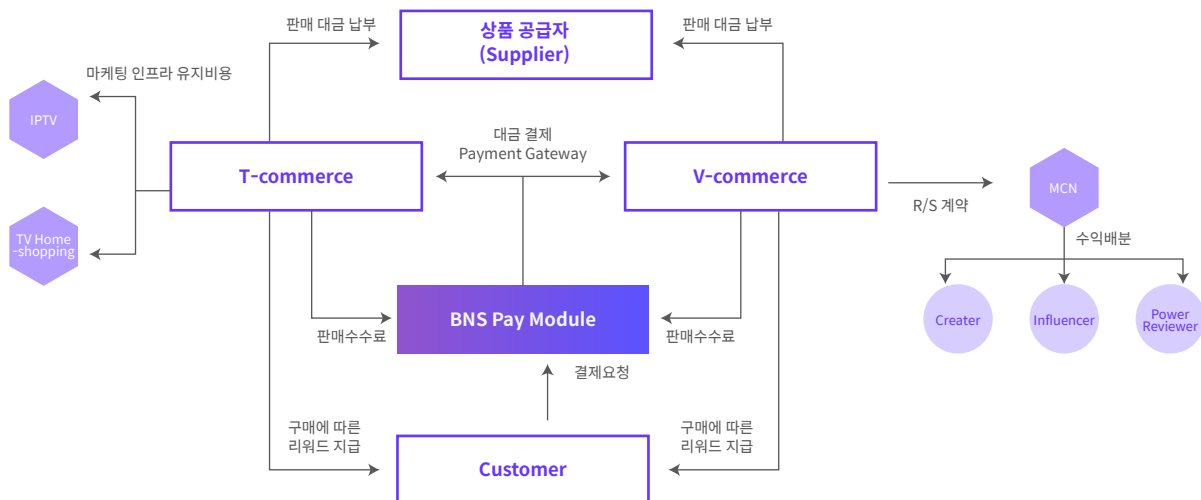 판매 대금 납부
상품 공급자
(Supplier)
판매 대금 납부
마케팅 인프라 유지비용
IPTV
대금 결제
Payment Gateway
T-commerce
V-commerce
MCN
R/S 계약
TV Home
-shopping
수익배분
BNS Pay Module
Creater
Influencer
Power
Reviewer
판매수수료
판매수수료
결제요청
구매에 따른
리워드 지급
구매에 따른
리워드 지급
Customer